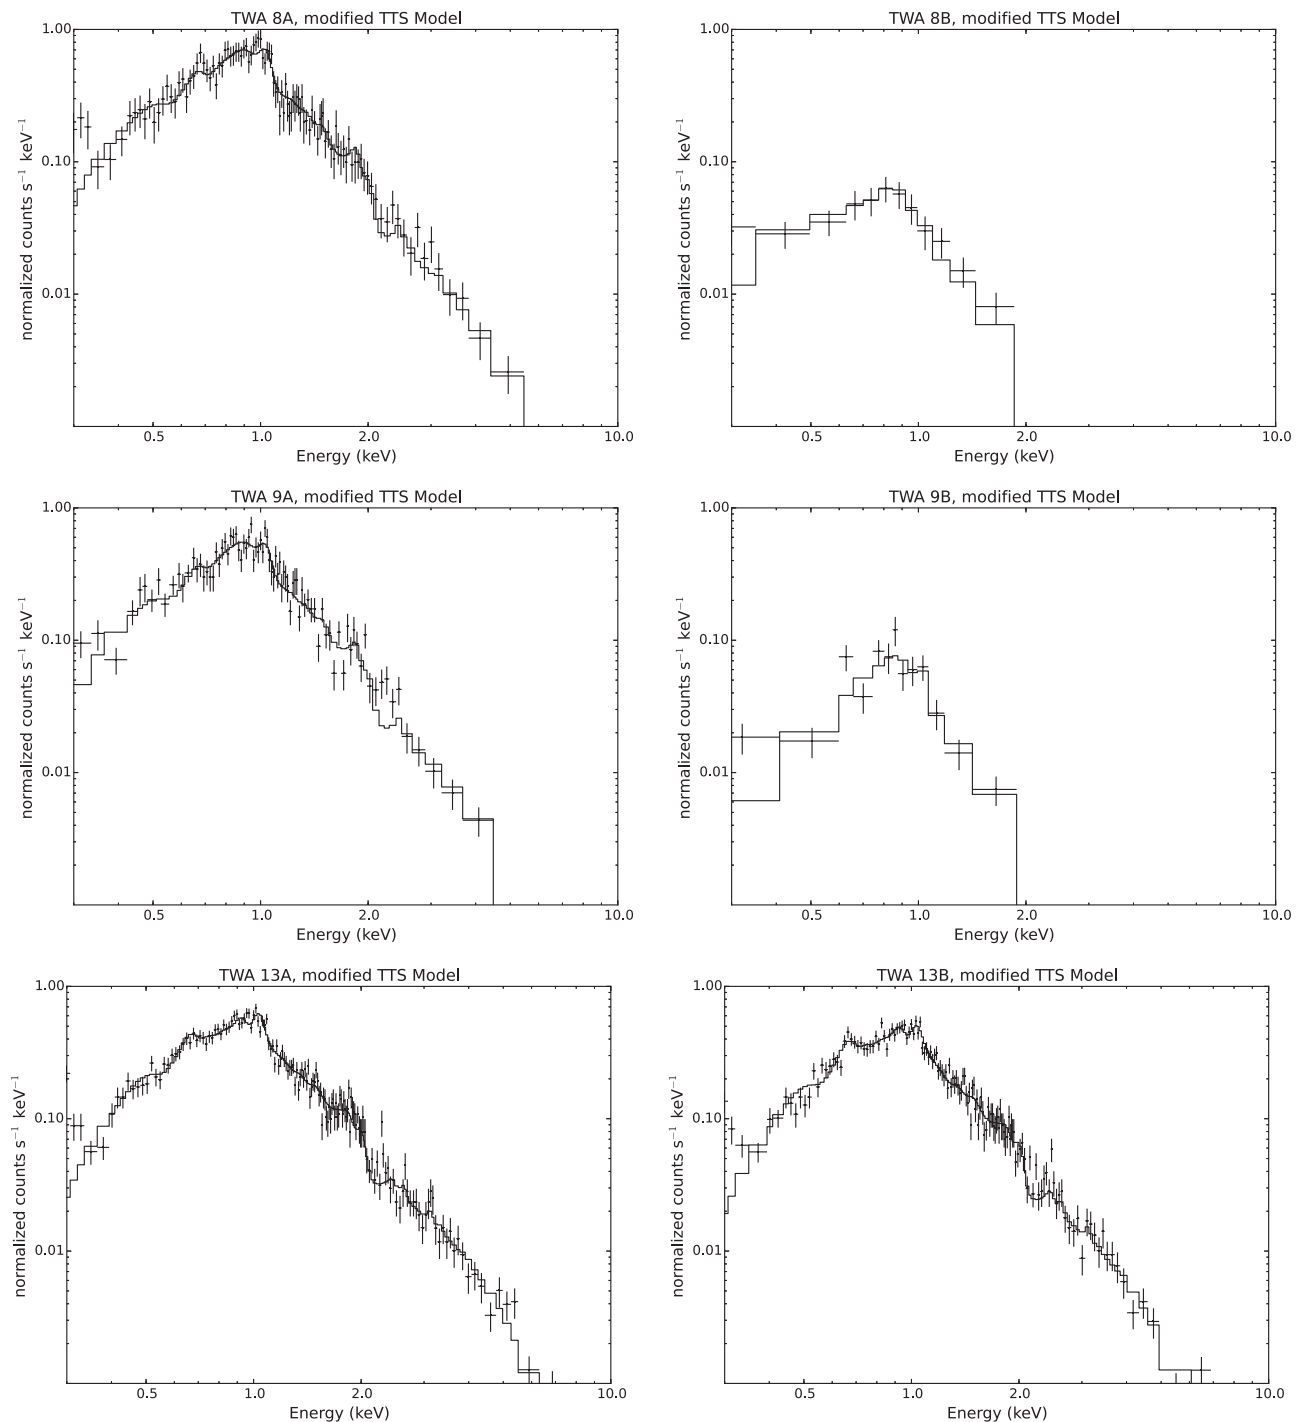 TWA 8A, modified TTS Model
1.00
0.10
0.01
normalized counts s⁻¹ keV⁻¹
0.5 1.0 2.0 10.0
Energy (keV)
TWA 8B, modified TTS Model
1.00
0.10
0.01
normalized counts s⁻¹ keV⁻¹
0.5 1.0 2.0 10.0
Energy (keV)
TWA 9A, modified TTS Model
1.00
0.10
0.01
normalized counts s⁻¹ keV⁻¹
0.5 1.0 2.0 10.0
Energy (keV)
TWA 9B, modified TTS Model
1.00
0.10
0.01
normalized counts s⁻¹ keV⁻¹
0.5 1.0 2.0 10.0
Energy (keV)
TWA 13A, modified TTS Model
1.00
0.10
0.01
normalized counts s⁻¹ keV⁻¹
0.5 1.0 2.0 10.0
Energy (keV)
TWA 13B, modified TTS Model
1.00
0.10
0.01
normalized counts s⁻¹ keV⁻¹
0.5 1.0 2.0 10.0
Energy (keV)